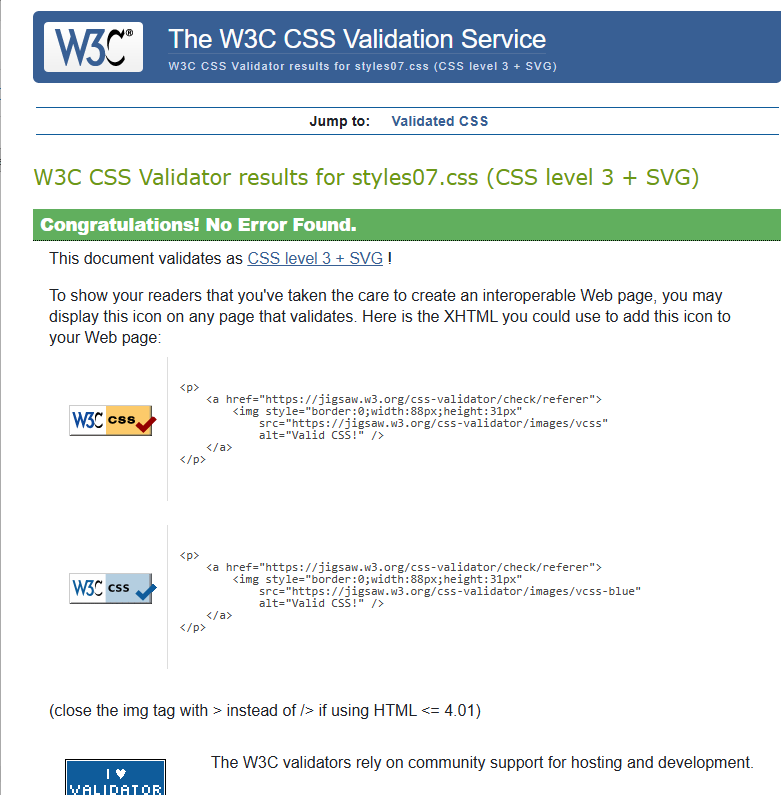 W3C®
The W3C CSS Validation Service
W3C CSS Validator results for styles07.css (CSS level 3 + SVG)
Jump to: Validated CSS
W3C CSS Validator results for styles07.css (CSS level 3 + SVG)
Congratulations! No Error Found.
This document validates as CSS level 3 + SVG !
To show your readers that you've taken the care to create an interoperable Web page, you may
display this icon on any page that validates. Here is the XHTML you could use to add this icon to
your Web page:
W3C css
<p>
<a href="https://jigsaw.w3.org/css-validator/check/referer">
<img style="border:0;width:88px;height:31px"
src="https://jigsaw.w3.org/css-validator/images/vcss"
alt="Valid CSS!" />
</a>
</p>
W3C css
<p>
<a href="https://jigsaw.w3.org/css-validator/check/referer">
<img style="border:0;width:88px;height:31px"
src="https://jigsaw.w3.org/css-validator/images/vcss-blue"
alt="Valid CSS!" />
</a>
</p>
(close the img tag with > instead of /> if using HTML <= 4.01)
I ♥
VALIDATOR
The W3C validators rely on community support for hosting and development.